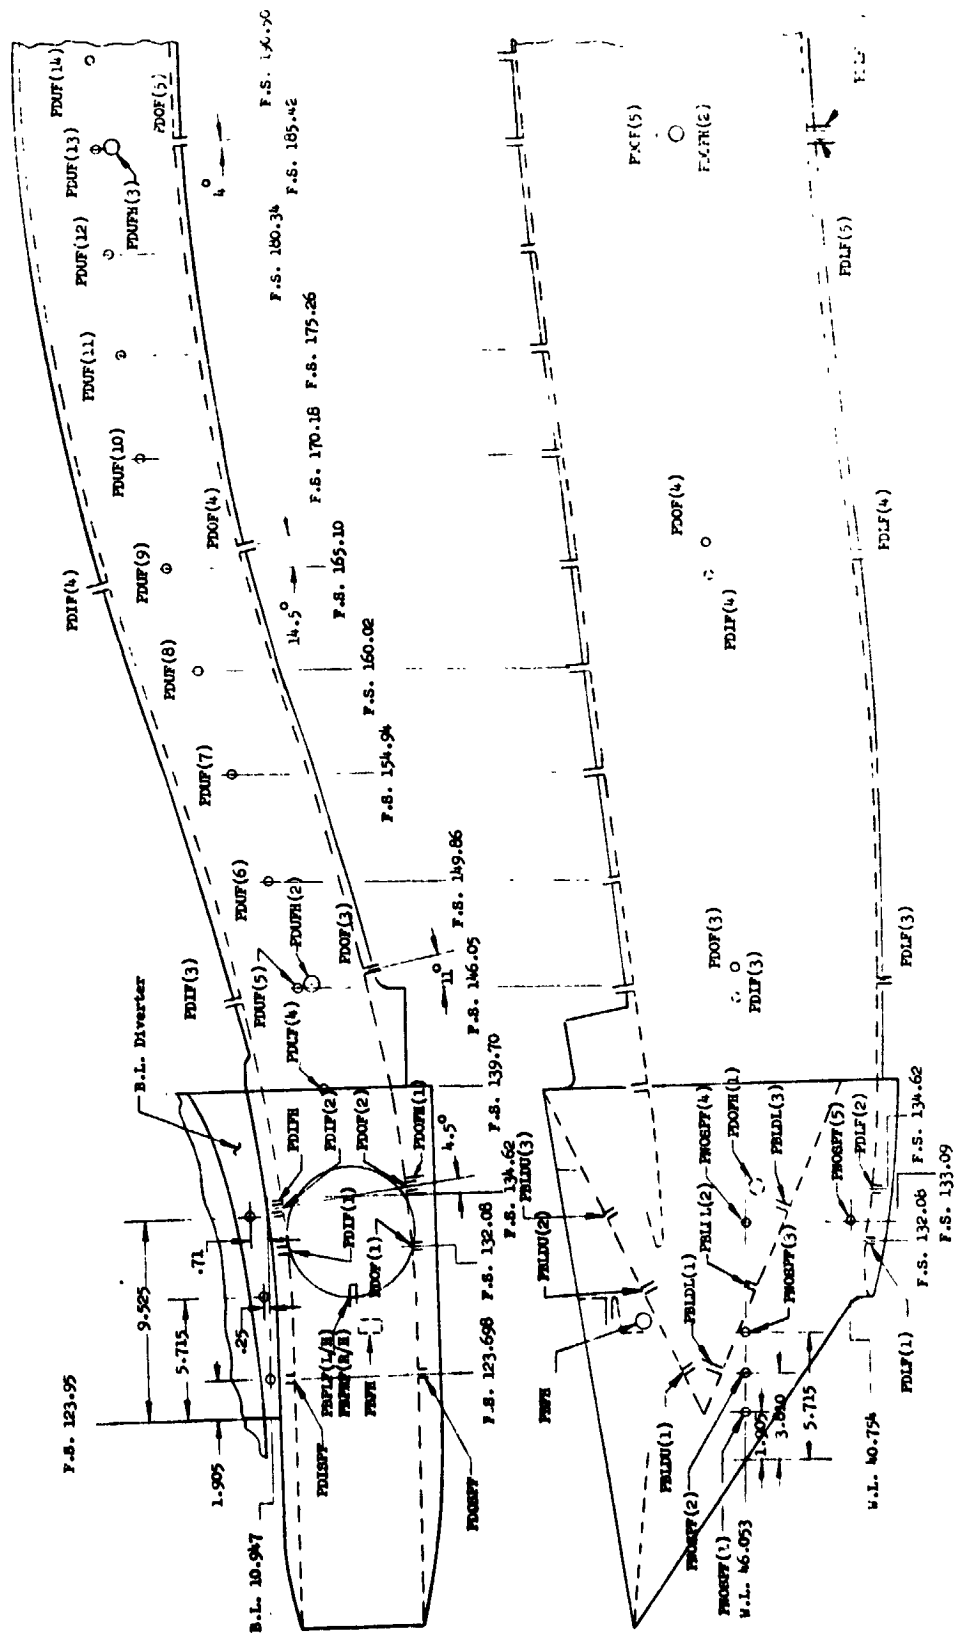 F.S. 123.95
1.905
9.525
5.715
.71
.25
B.L. 10.947
B.L. Diverter
PDISPF
PDOSPF
PBPLF(L/H)
PBPRF(R/H)
PBPH
F.S. 123.698
PDIF(1)
PDOF(1)
F.S. 132.08
F.S. 134.62
PDIFH
PDIF(2)
PDOF(2)
PDOFH(1)
4.5°
F.S. 139.70
PDIF(3)
PDUF(4)
PDUF(5)
PDUFH(2)
PDUF(6)
PDOF(3)
11°
F.S. 146.05
F.S. 149.86
PDUF(7)
F.S. 154.94
PDUF(8)
F.S. 160.02
PDIF(4)
PDUF(9)
14.5°
F.S. 165.10
PDOF(4)
PDUF(10)
F.S. 170.18
PDUF(11)
F.S. 175.26
PDUF(12)
F.S. 180.34
PDUF(13)
PDUFH(3)
4°
F.S. 185.42
PDUF(14)
PDOF(5)
PBPH
PBLDU(1)
PBLDU(2)
PBLDU(3)
PBLDL(1)
PBLDL(3)
PWOSPF(1)
PWOSPF(2)
PWOSPF(3)
PWOSPF(4)
PWOSPF(5)
PDOFH(1)
W.L. 46.053
1.905
3.810
5.715
W.L. 40.754
PDLF(1)
PDLF(2)
F.S. 132.08
F.S. 133.09
F.S. 134.62
PDOF(3)
PDIF(3)
PDLF(3)
PDOF(4)
PDIF(4)
PDLF(4)
PDLF(5)